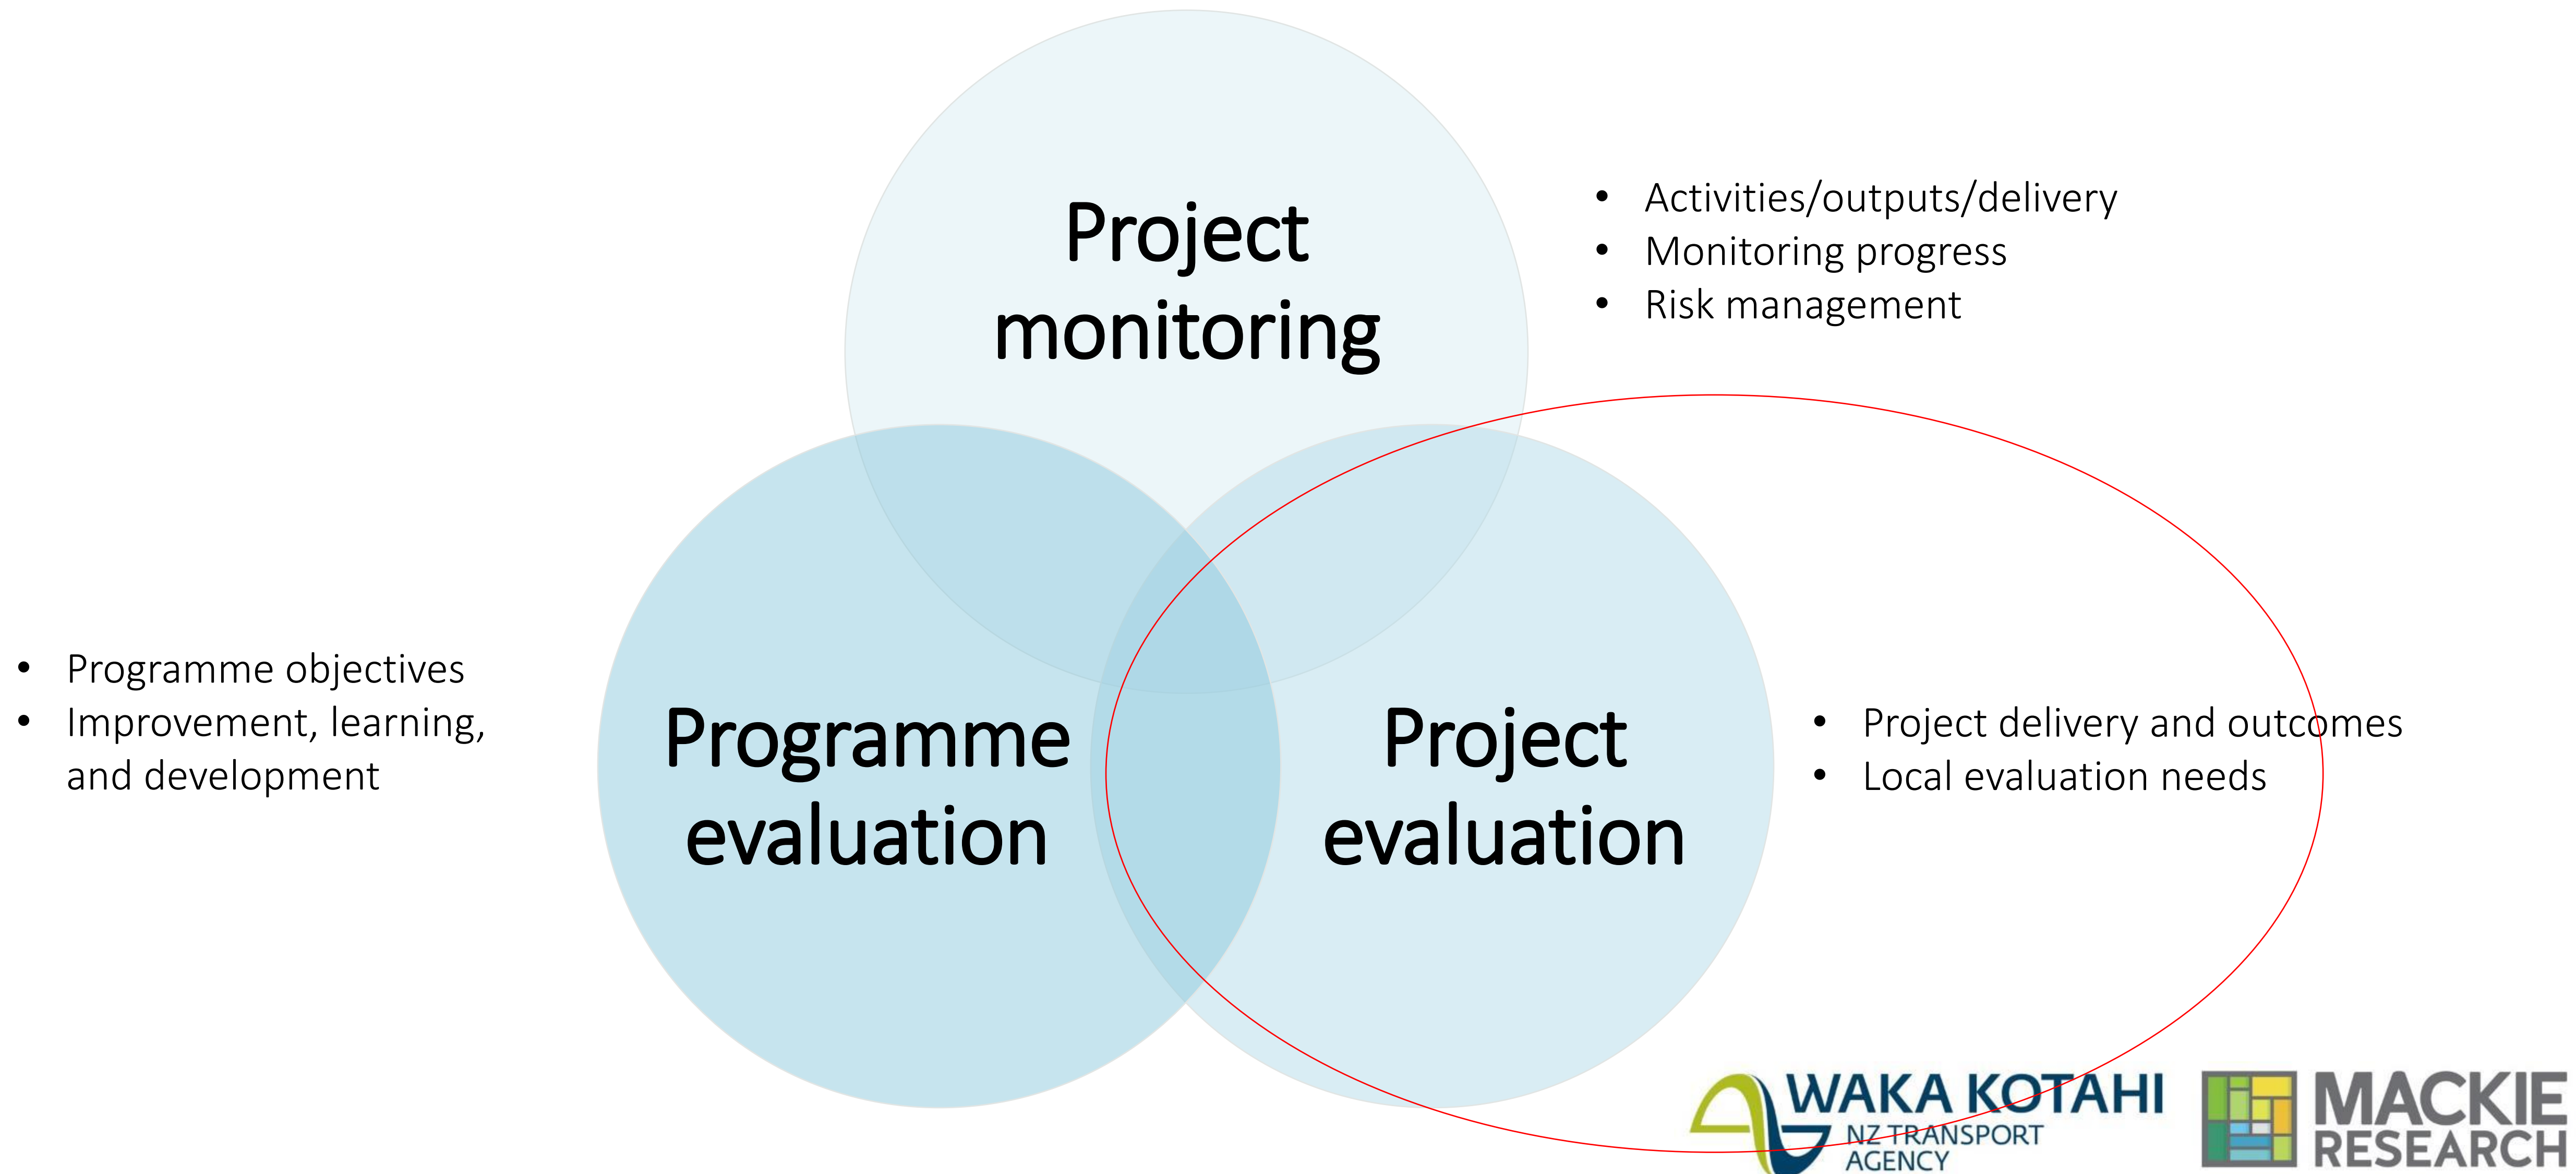 Project
monitoring
• Activities/outputs/delivery
• Monitoring progress
• Risk management
• Programme objectives
• Improvement, learning,
and development
Programme
evaluation
Project
evaluation
• Project delivery and outcomes
• Local evaluation needs
WAKA KOTAHI
NZ TRANSPORT
AGENCY
MACKIE
RESEARCH